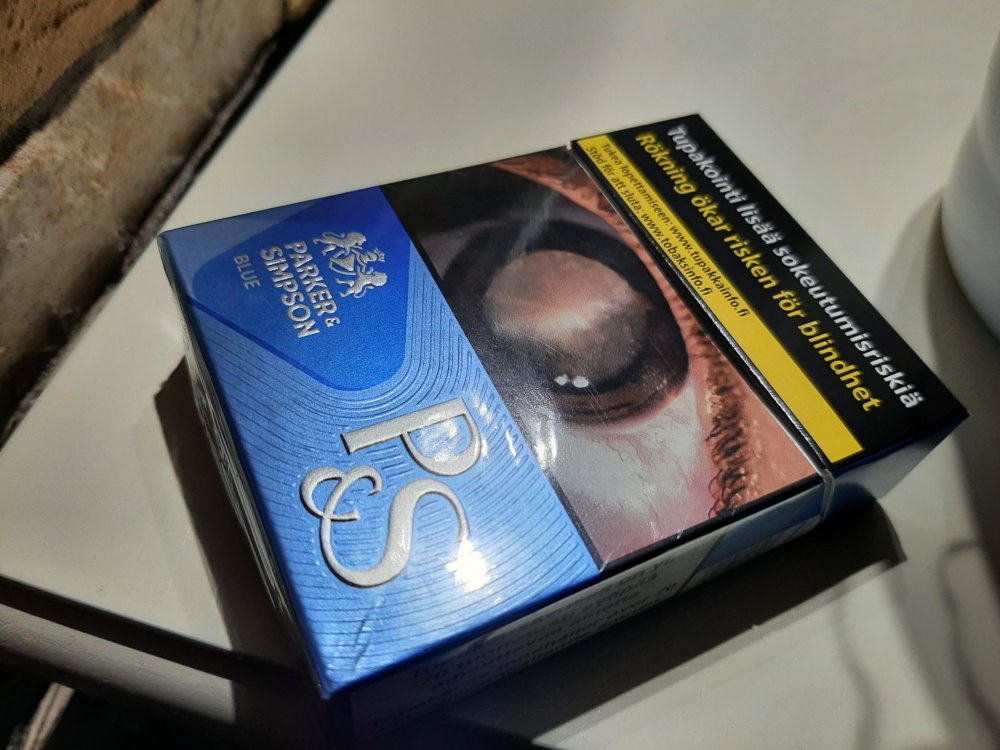 Tupakointi lisää sokeutumisriskiä
Rökning ökar risken för blindhet
Tukea lopettamiseen: www.tupakkainfo.fi
Stöd för att sluta: www.tobaksinfo.fi
PARKER &
SIMPSON
BLUE
P&S